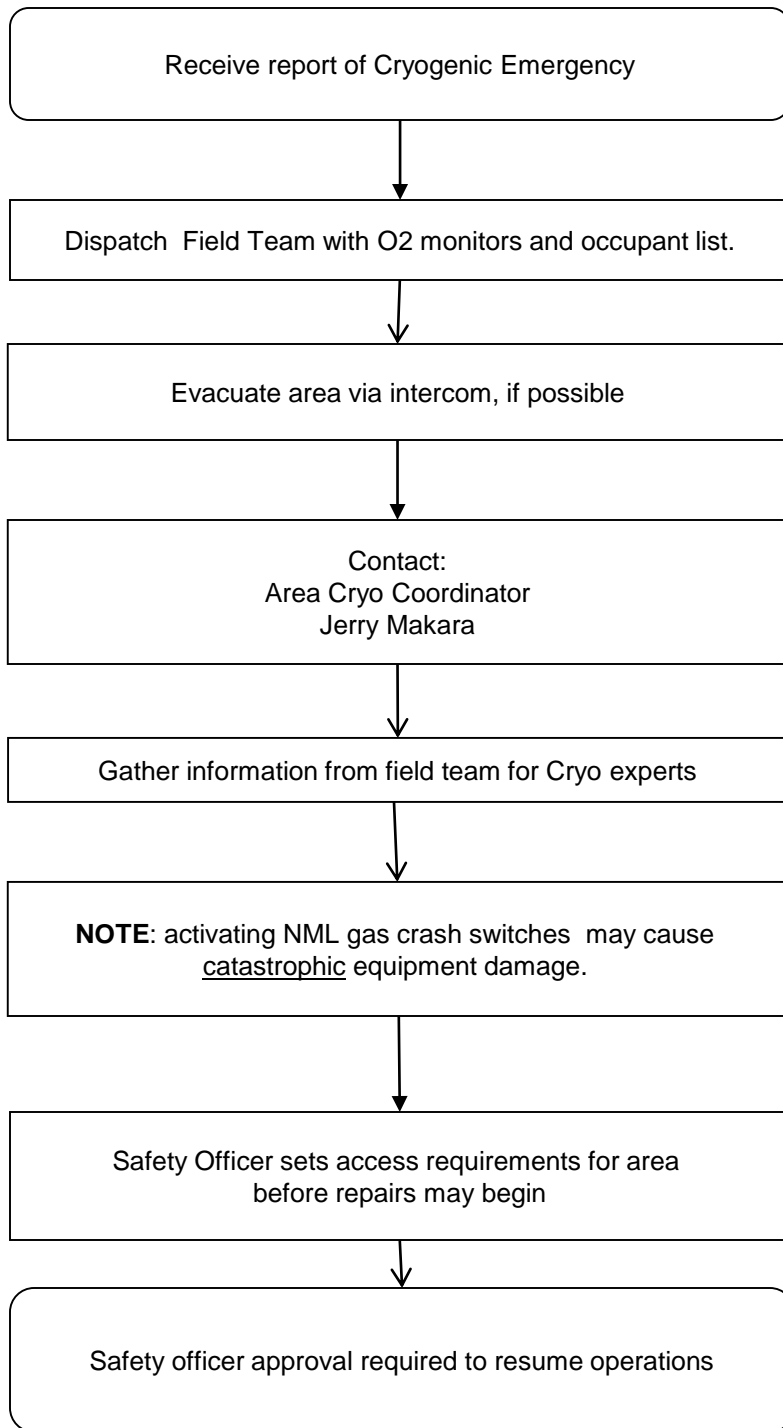 Receive report of Cryogenic Emergency
Dispatch  Field Team with O2 monitors and occupant list.
Evacuate area via intercom, if possible
Contact:
Area Cryo Coordinator
Jerry Makara
Gather information from field team for Cryo experts
NOTE: activating NML gas crash switches  may cause
catastrophic equipment damage.
Safety Officer sets access requirements for area
before repairs may begin
Safety officer approval required to resume operations